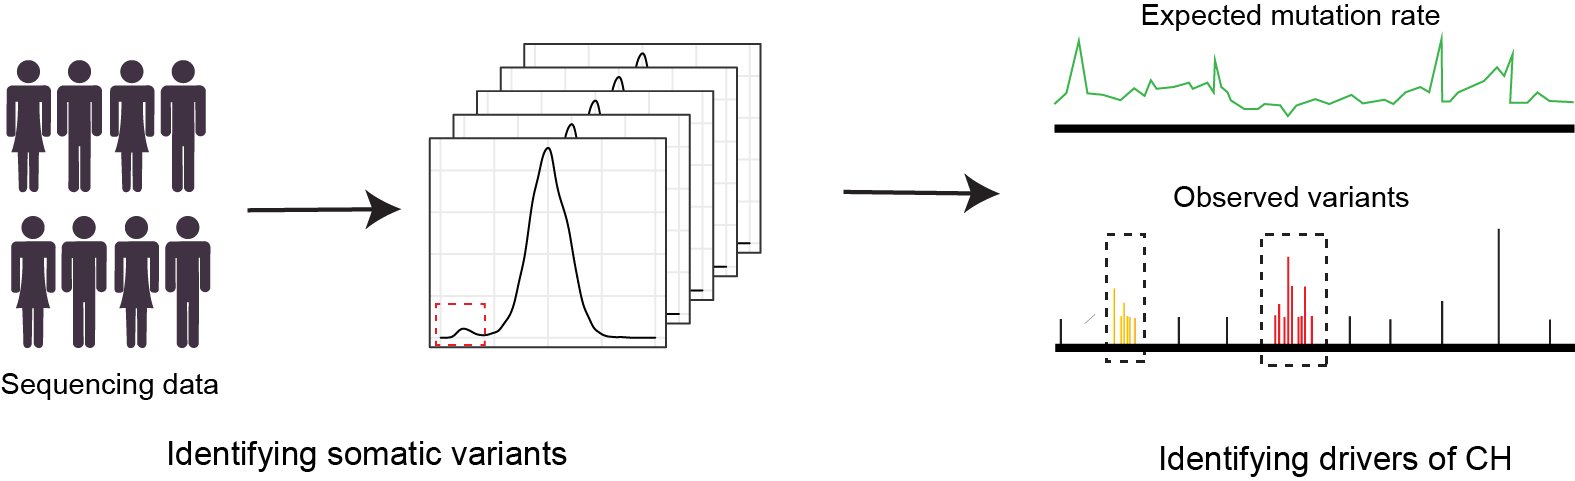 Expected mutation rate
Observed variants
Sequencing data
Identifying somatic variants
Identifying drivers of CH